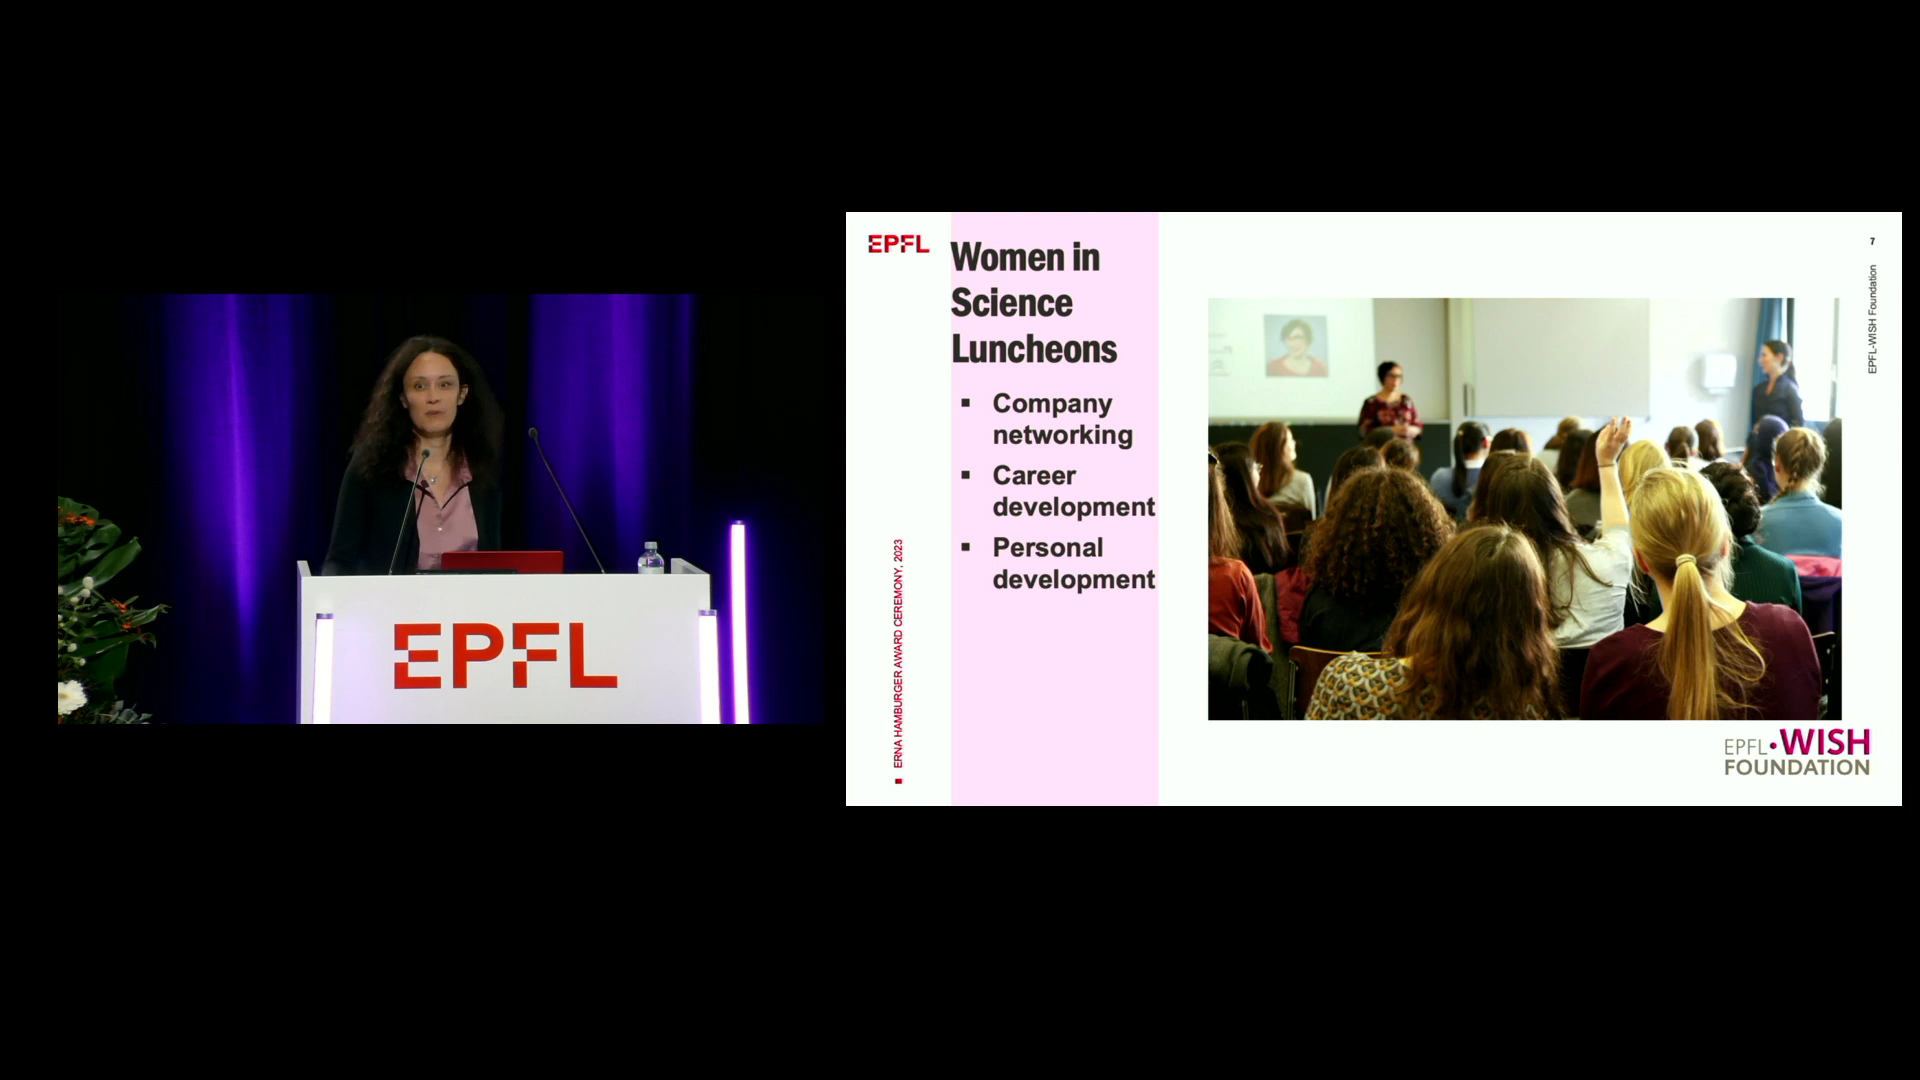 EPFL
EPFL
Women in
Science
Luncheons
▪ Company
networking
▪ Career
development
▪ Personal
development
ERNA HAMBURGER AWARD CEREMONY, 2023
7
EPFL-WISH Foundation
EPFL•WISH
FOUNDATION